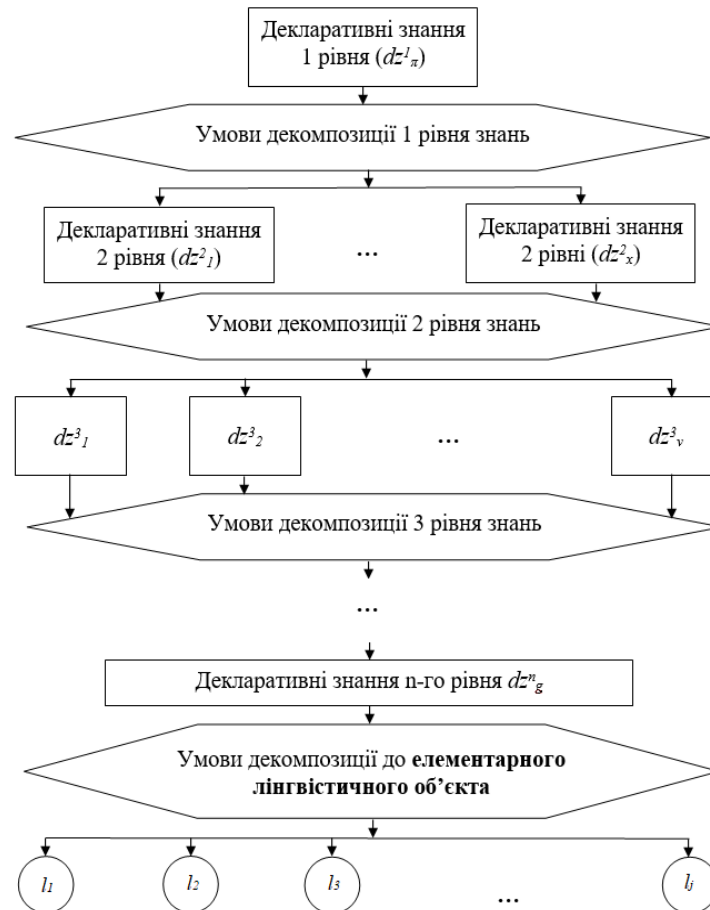 Декларативні знання
1 рівня (dz¹π)
Умови декомпозиції 1 рівня знань
Декларативні знання
2 рівня (dz²₁)
...
Декларативні знання
2 рівні (dz²ₓ)
Умови декомпозиції 2 рівня знань
dz³₁
dz³₂
...
dz³ᵥ
Умови декомпозиції 3 рівня знань
...
Декларативні знання n-го рівня dzⁿg
Умови декомпозиції до елементарного
лінгвістичного об’єкта
l₁
l₂
l₃
...
lⱼ